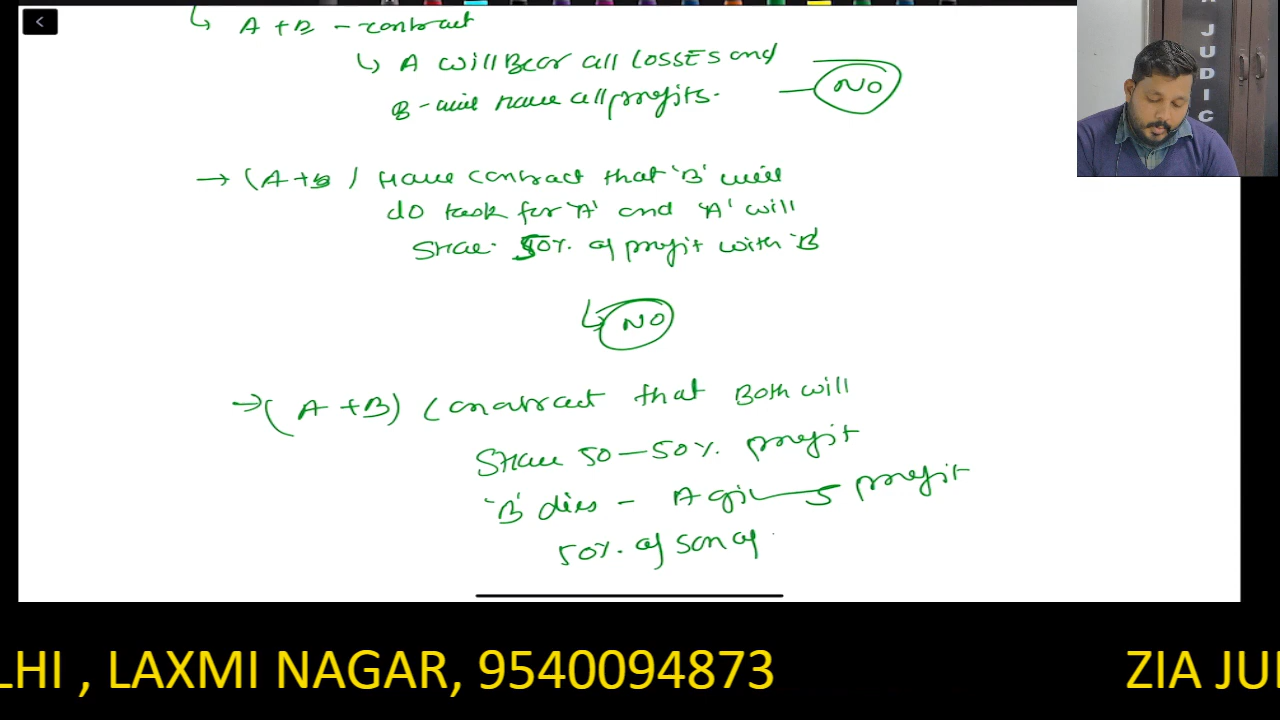 A + B - contract
A will Bear all LOSSES and
B - will Have all profits.
NO
(A+B) Have contract that 'B' will
do task for 'A' and 'A' will
Share 50% of profit with 'B'
NO
(A+B) contract that Both will
Share 50-50% profit
'B' dies - A gives profit
50% of son of
LHI , LAXMI NAGAR, 9540094873
ZIA JUI
JUDIC